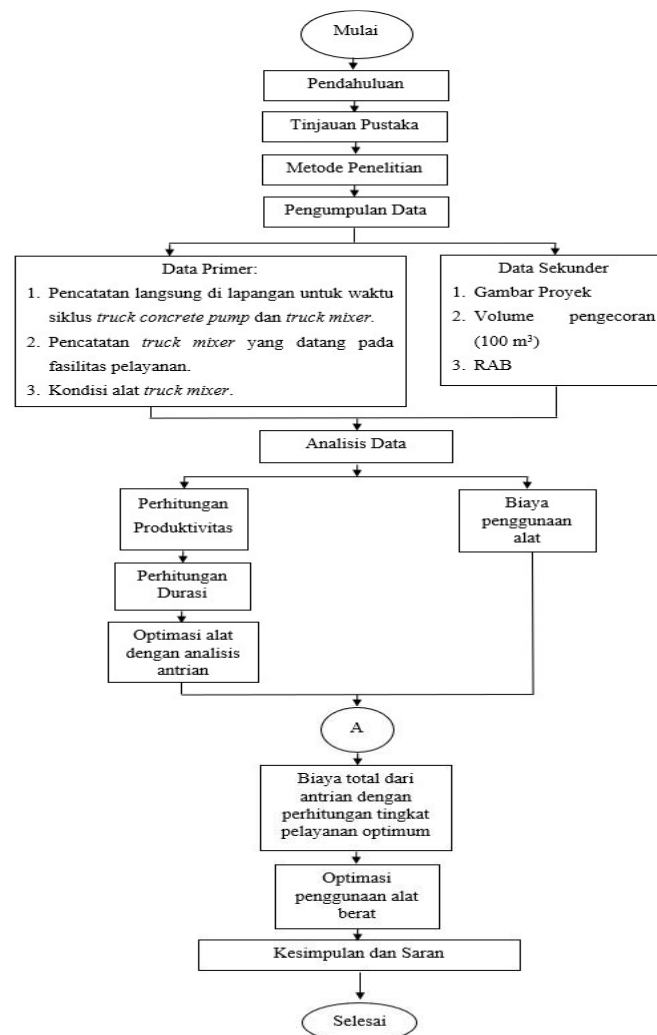 Mulai
Pendahuluan
Tinjauan Pustaka
Metode Penelitian
Pengumpulan Data
Data Primer:
1. Pencatatan langsung di lapangan untuk waktu
siklus truck concrete pump dan truck mixer.
2. Pencatatan truck mixer yang datang pada
fasilitas pelayanan.
3. Kondisi alat truck mixer.
Data Sekunder
1. Gambar Proyek
2. Volume pengecoran
(100 m³)
3. RAB
Analisis Data
Perhitungan
Produktivitas
Perhitungan
Durasi
Optimasi alat
dengan analisis
antrian
Biaya
penggunaan
alat
A
Biaya total dari
antrian dengan
perhitungan tingkat
pelayanan optimum
Optimasi
penggunaan alat
berat
Kesimpulan dan Saran
Selesai